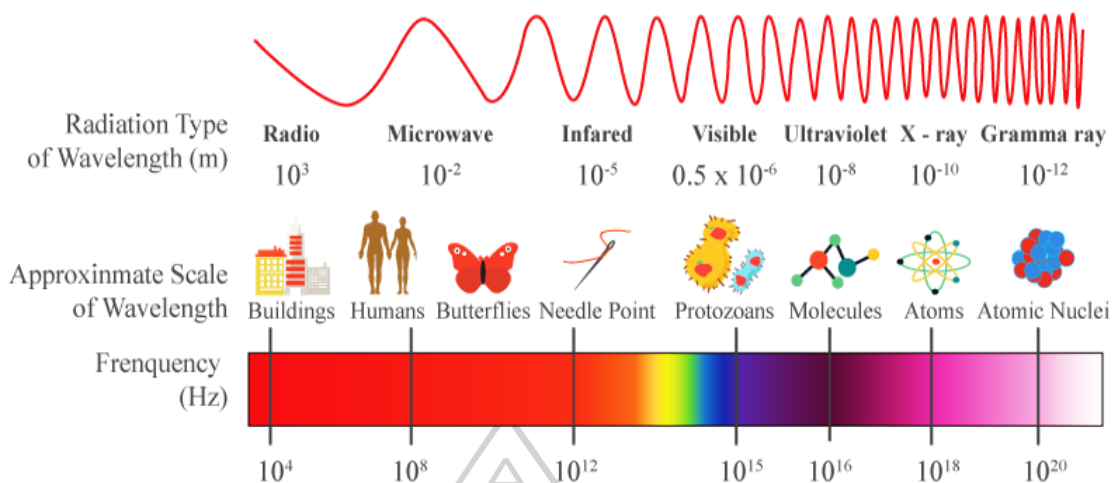 Radiation Type
of Wavelength (m)
Radio Microwave Infared Visible Ultraviolet X - ray Gramma ray
10³ 10⁻² 10⁻⁵ 0.5 x 10⁻⁶ 10⁻⁸ 10⁻¹⁰ 10⁻¹²
Approxinmate Scale
of Wavelength
Buildings Humans Butterflies Needle Point Protozoans Molecules Atoms Atomic Nuclei
Frenquency
(Hz)
10⁴ 10⁸ 10¹² 10¹⁵ 10¹⁶ 10¹⁸ 10²⁰